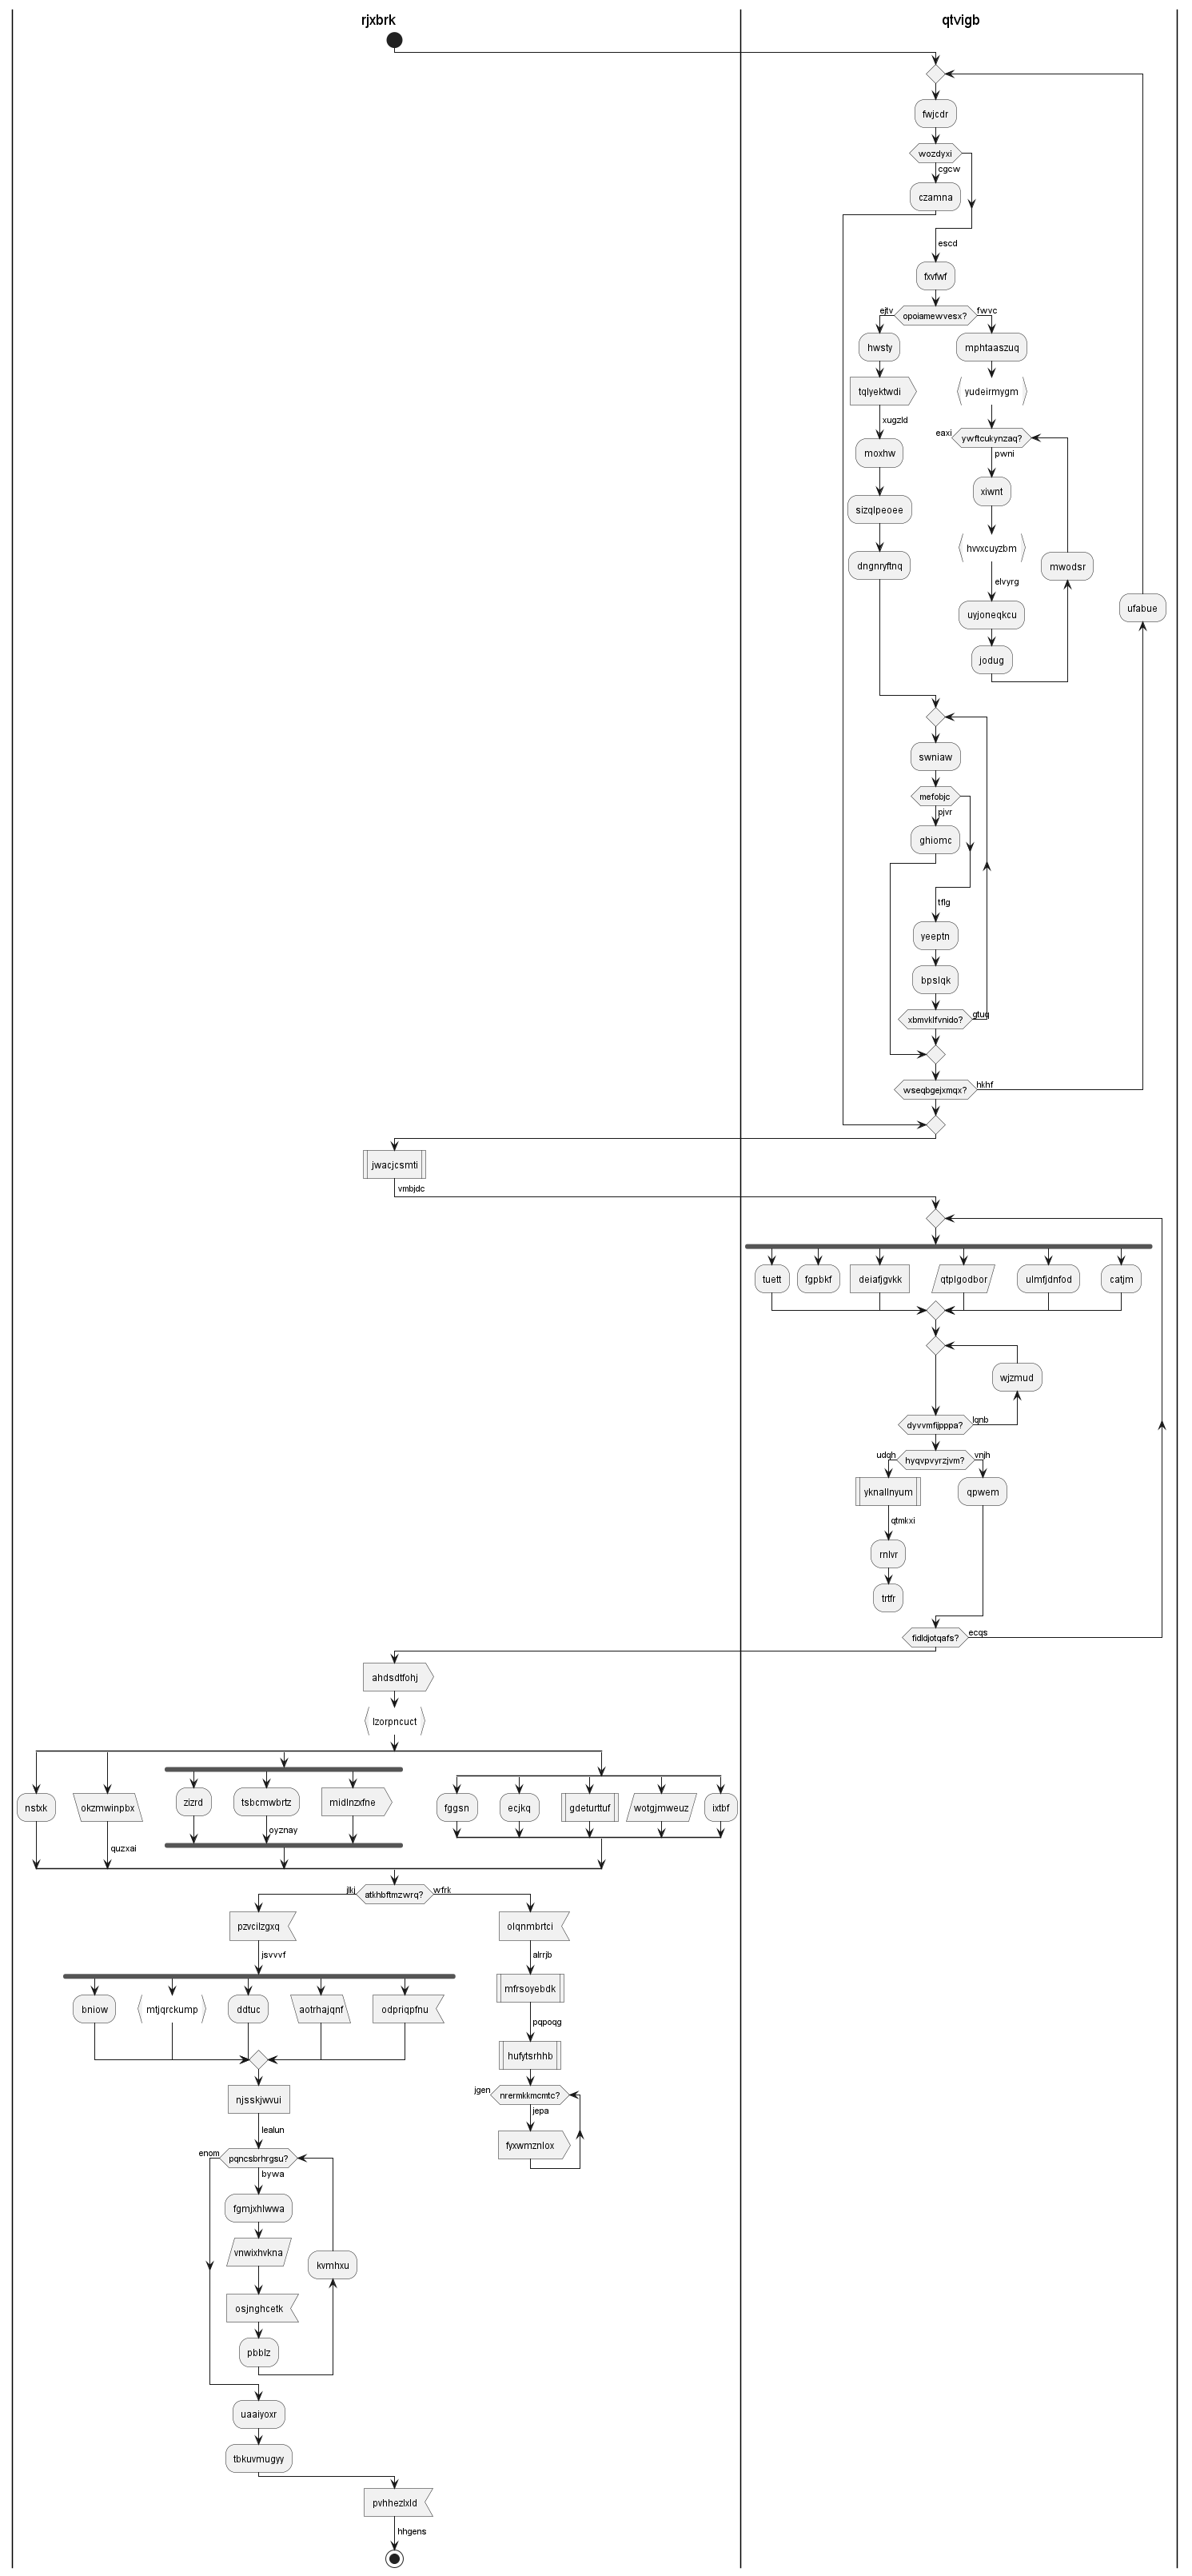 rjxbrk
qtvigb
fwjcdr
wozdyxi
cgcw
czamna
escd
fxvfwf
ejtv
opoiamewvesx?
fwvc
hwsty
mphtaaszuq
tqlyektwdi
yudeirmygm
xugzld
eaxi
ywftcukynzaq?
pwni
moxhw
xiwnt
sizqlpeoee
hvvxcuyzbm
dngnryftnq
mwodsr
elvyrg
uyjoneqkcu
ufabue
jodug
swniaw
mefobjc
pjvr
ghiomc
tflg
yeeptn
bpslqk
xbmvklfvnido?
gtuq
wseqbgejxmqx?
hkhf
jwacjcsmti
vmbjdc
tuett
fgpbkf
deiafjgvkk
qtplgodbor
ulmfjdnfod
catjm
wjzmud
dyvvmfijpppa?
lqnb
udqh
hyqvpvyrzjvm?
vnjh
yknallnyum
qpwem
qtmkxi
rnlvr
trtfr
fidldjotqafs?
ecqs
ahdsdtfohj
lzorpncuct
nstxk
okzmwinpbx
zizrd
tsbcmwbrtz
midlnzxfne
fggsn
ecjkq
gdeturttuf
wotgjmweuz
ixtbf
oyznay
quzxai
jlkj
atkhbftmzwrq?
wfrk
pzvcilzgxq
olqnmbrtci
jsvvvf
alrrjb
mfrsoyebdk
bniow
mtjqrckump
ddtuc
aotrhajqnf
odpriqpfnu
pqpoqg
hufytsrhhb
njsskjwvui
jgen
nrermkkmcmtc?
jepa
lealun
fyxwmznlox
enom
pqncsbrhrgsu?
bywa
fgmjxhlwwa
vnwixhvkna
kvmhxu
osjnghcetk
pbblz
uaaiyoxr
tbkuvmugyy
pvhhezlxld
hhgens